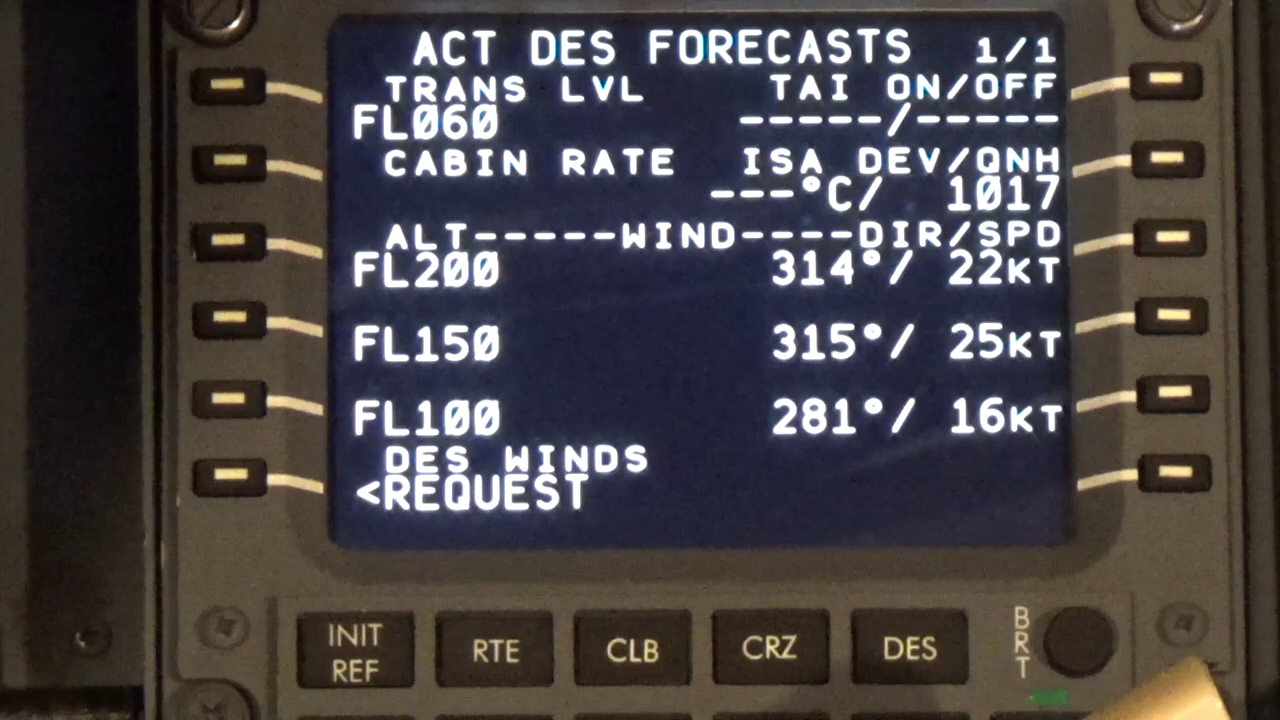 ACT DES FORECASTS 1/1
TRANS LVL TAI ON/OFF
FL060 -----/-----
CABIN RATE ISA DEV/QNH
---°C/ 1017
ALT-----WIND----DIR/SPD
FL200 314°/ 22KT
FL150 315°/ 25KT
FL100 281°/ 16KT
DES WINDS
<REQUEST
INIT REF
RTE
CLB
CRZ
DES
BRT